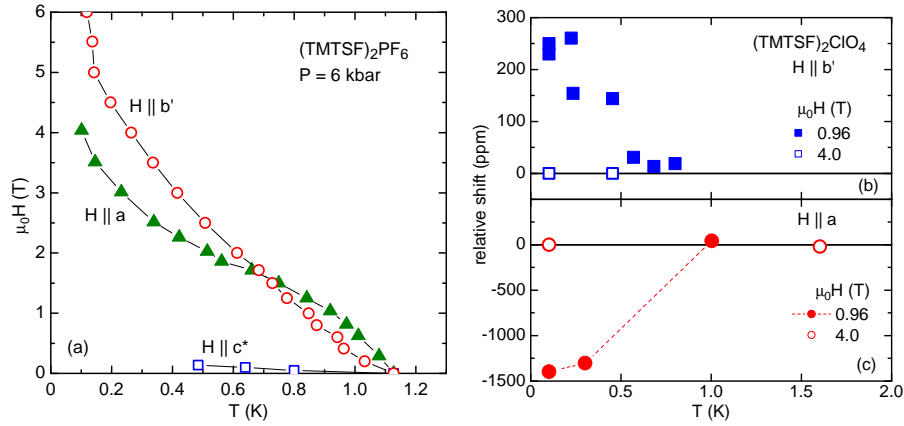 6
5
4
3
2
1
0
μ₀H (T)
(TMTSF)₂PF₆
P = 6 kbar
H || b'
H || a
H || c*
(a)
0.2 0.4 0.6 0.8 1.0 1.2
T (K)
300
200
100
0
(TMTSF)₂ClO₄
H || b'
μ₀H (T)
0.96
4.0
(b)
relative shift (ppm)
0
-500
-1000
-1500
H || a
μ₀H (T)
0.96
4.0
(c)
0.0 0.5 1.0 1.5 2.0
T (K)